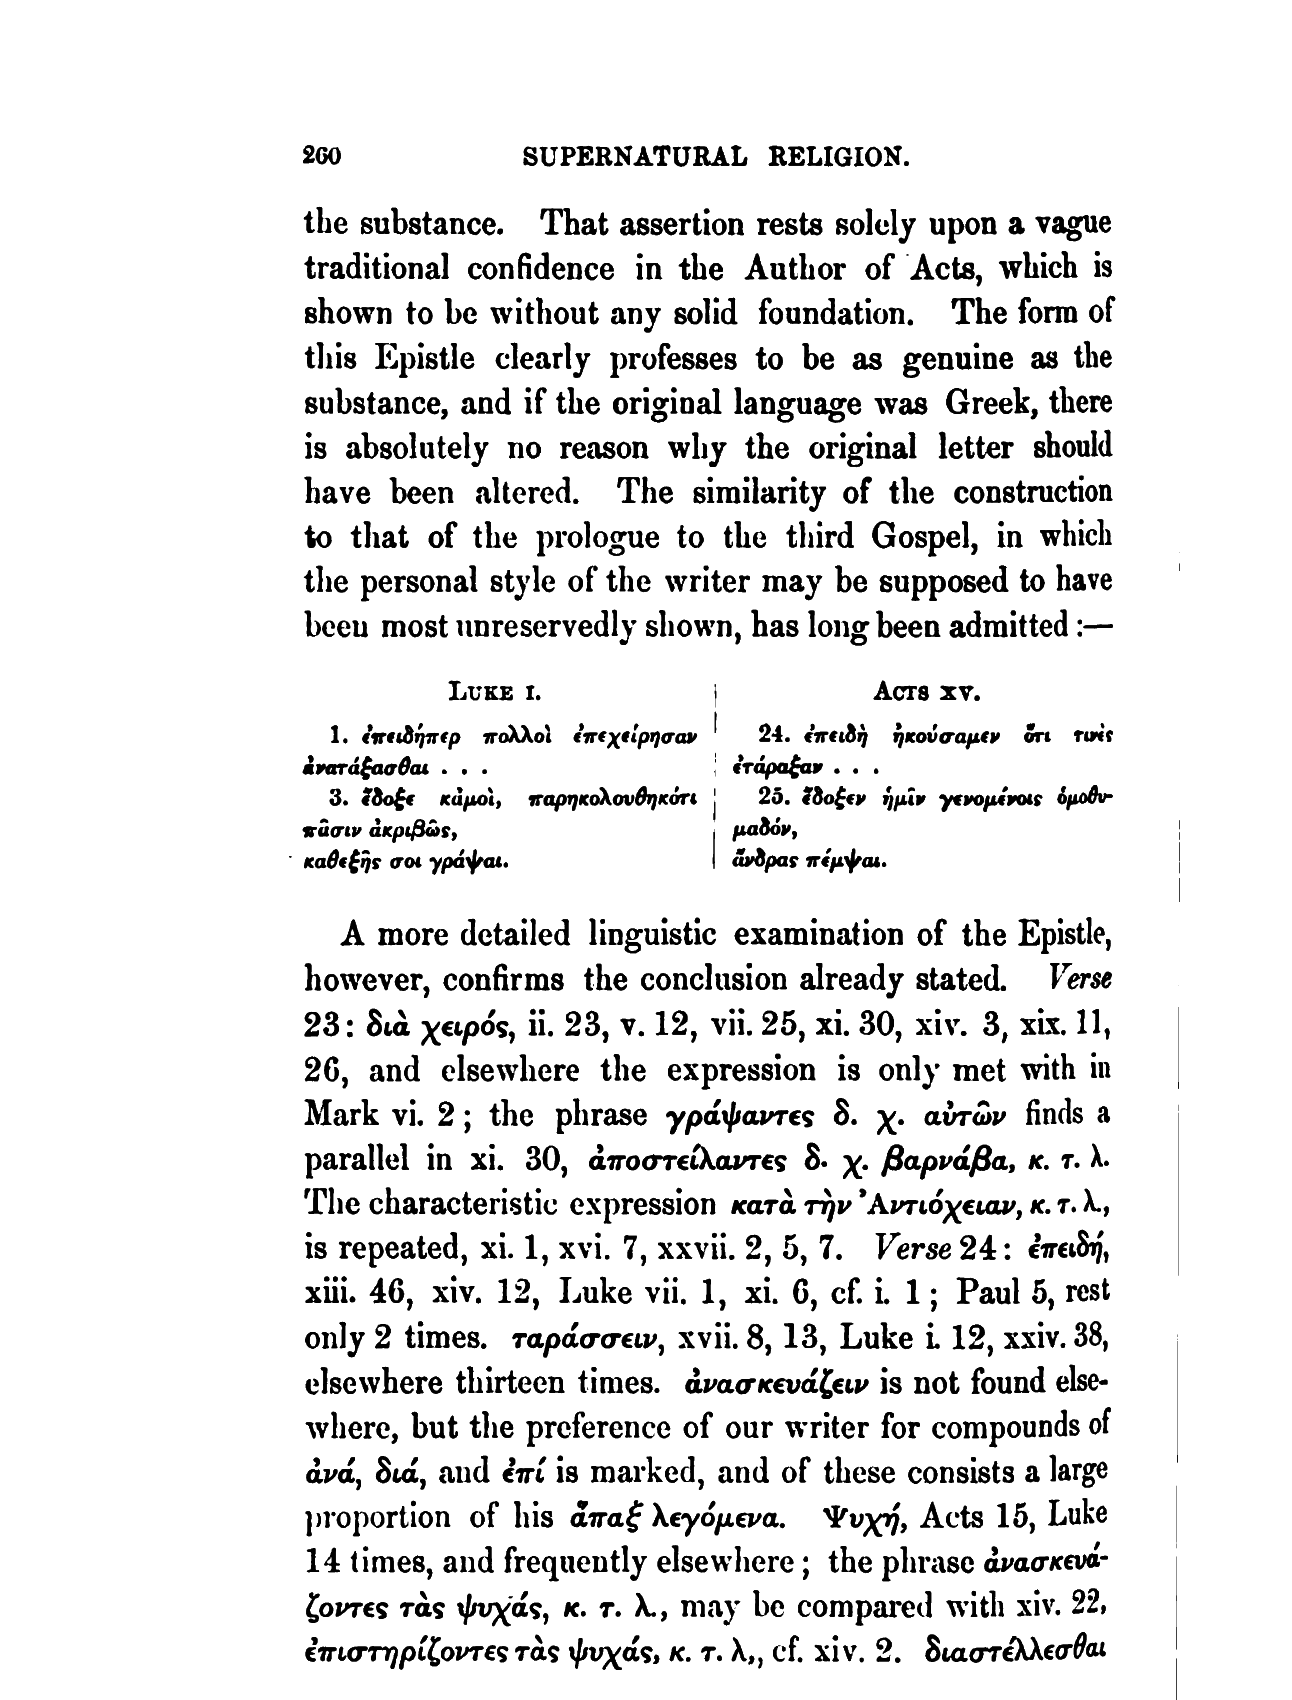 260 SUPERNATURAL RELIGION.
the substance. That assertion rests solely upon a vague
traditional confidence in the Author of Acts, which is
shown to be without any solid foundation. The form of
this Epistle clearly professes to be as genuine as the
substance, and if the original language was Greek, there
is absolutely no reason why the original letter should
have been altered. The similarity of the construction
to that of the prologue to the third Gospel, in which
the personal style of the writer may be supposed to have
been most unreservedly shown, has long been admitted :—
LUKE I.
1. ἐπειδήπερ πολλοὶ ἐπεχείρησαν
ἀνατάξασθαι . . .
3. ἔδοξε κἀμοὶ, παρηκολουθηκότι
πᾶσιν ἀκριβῶς,
καθεξῆς σοι γράψαι.
ACTS XV.
24. ἐπειδὴ ἠκούσαμεν ὅτι τινὲς
ἐτάραξαν . . .
25. ἔδοξεν ἡμῖν γενομένοις ὁμοθυ-
μαδόν,
ἄνδρας πέμψαι.
A more detailed linguistic examination of the Epistle,
however, confirms the conclusion already stated. Verse
23: διὰ χειρός, ii. 23, v. 12, vii. 25, xi. 30, xiv. 3, xix. 11,
26, and elsewhere the expression is only met with in
Mark vi. 2 ; the phrase γράψαντες δ. χ. αὐτῶν finds a
parallel in xi. 30, ἀποστείλαντες δ. χ. βαρνάβα, κ. τ. λ.
The characteristic expression κατὰ τὴν Ἀντιόχειαν, κ. τ. λ.,
is repeated, xi. 1, xvi. 7, xxvii. 2, 5, 7. Verse 24 : ἐπειδή,
xiii. 46, xiv. 12, Luke vii. 1, xi. 6, cf. i. 1 ; Paul 5, rest
only 2 times. ταράσσειν, xvii. 8, 13, Luke i. 12, xxiv. 38,
elsewhere thirteen times. ἀνασκευάζειν is not found else-
where, but the preference of our writer for compounds of
ἀνά, διά, and ἐπί is marked, and of these consists a large
proportion of his ἅπαξ λεγόμενα. Ψυχή, Acts 15, Luke
14 times, and frequently elsewhere ; the phrase ἀνασκευά-
ζοντες τὰς ψυχάς, κ. τ. λ., may be compared with xiv. 22,
ἐπιστηρίζοντες τὰς ψυχάς, κ. τ. λ,, cf. xiv. 2. διαστέλλεσθαι